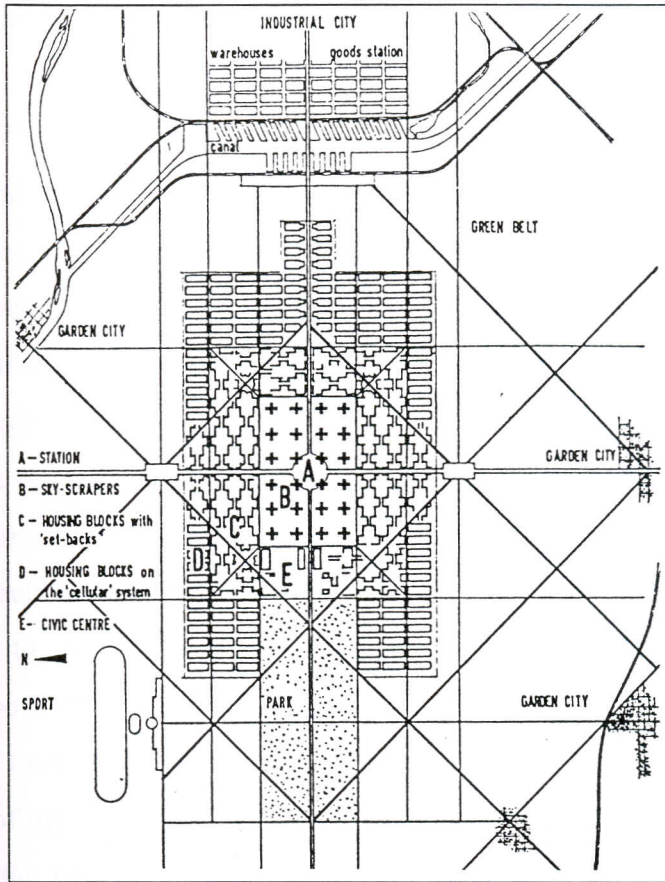 INDUSTRIAL CITY
warehouses goods station
canal
GREEN BELT
GARDEN CITY
A
A – STATION
GARDEN CITY
B – SKY-SCRAPERS
B
C – HOUSING BLOCKS with
'set-backs'
C
D
D – HOUSING BLOCKS on
the 'cellular' system
E
E – CIVIC CENTRE
N
SPORT
PARK
GARDEN CITY